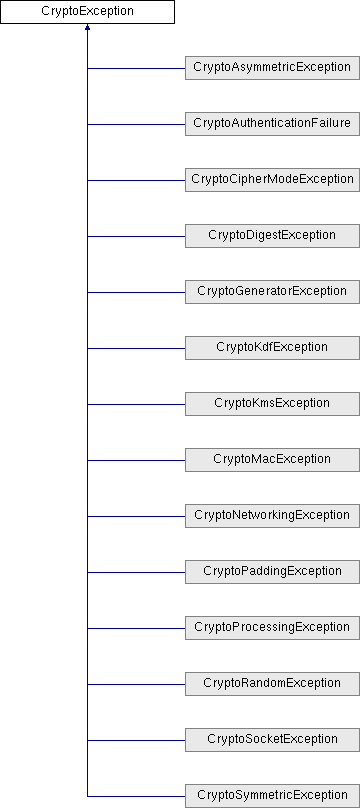 CryptoException
CryptoAsymmetricException
CryptoAuthenticationFailure
CryptoCipherModeException
CryptoDigestException
CryptoGeneratorException
CryptoKdfException
CryptoKmsException
CryptoMacException
CryptoNetworkingException
CryptoPaddingException
CryptoProcessingException
CryptoRandomException
CryptoSocketException
CryptoSymmetricException